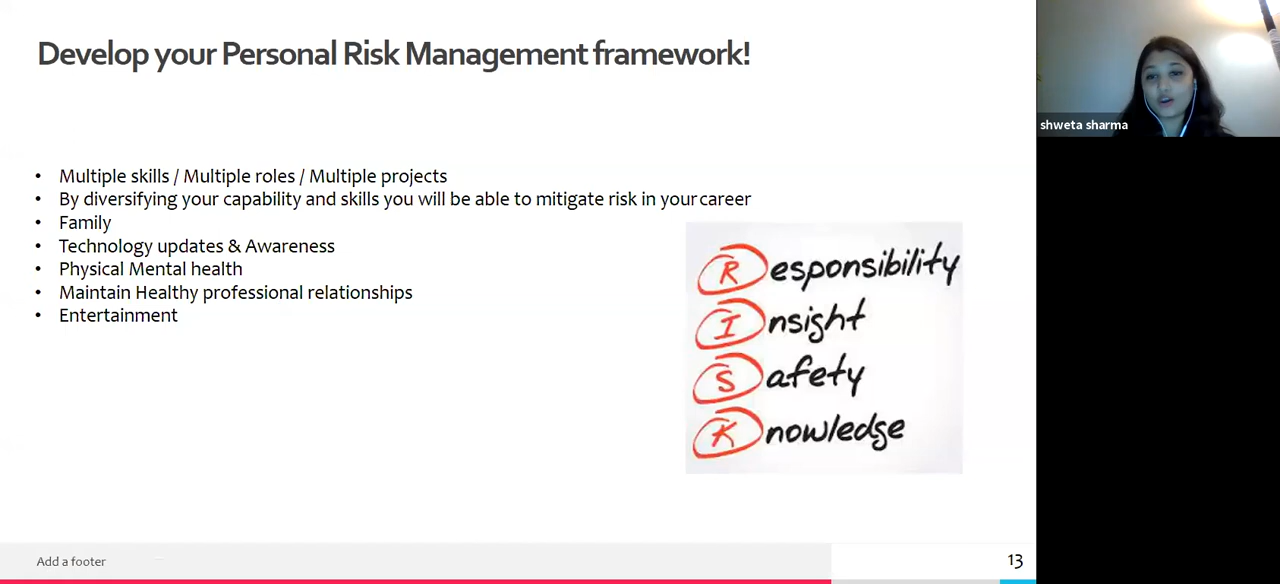 Develop your Personal Risk Management framework!
shweta sharma
• Multiple skills / Multiple roles / Multiple projects
• By diversifying your capability and skills you will be able to mitigate risk in your career
• Family
• Technology updates & Awareness
• Physical Mental health
• Maintain Healthy professional relationships
• Entertainment
Responsibility
Insight
Safety
Knowledge
Add a footer
13